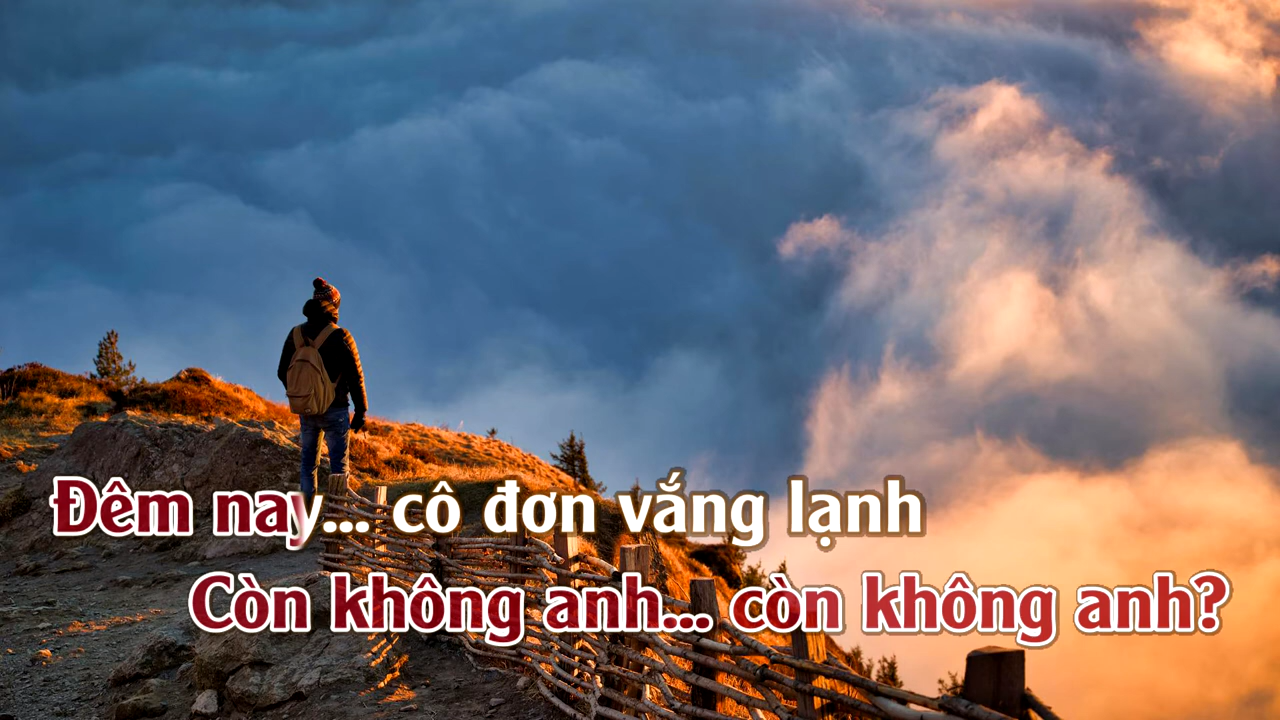 Đêm nay... cô đơn vắng lạnh
Còn không anh... còn không anh?